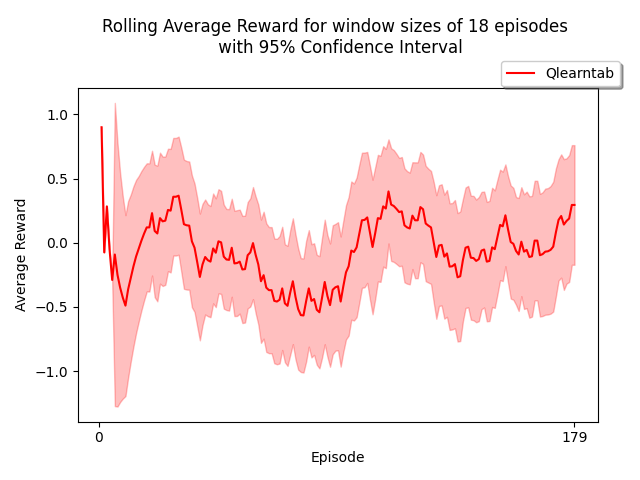 Rolling Average Reward for window sizes of 18 episodes
with 95% Confidence Interval
Qlearntab
1.0
0.5
0.0
−0.5
−1.0
Average Reward
0
179
Episode